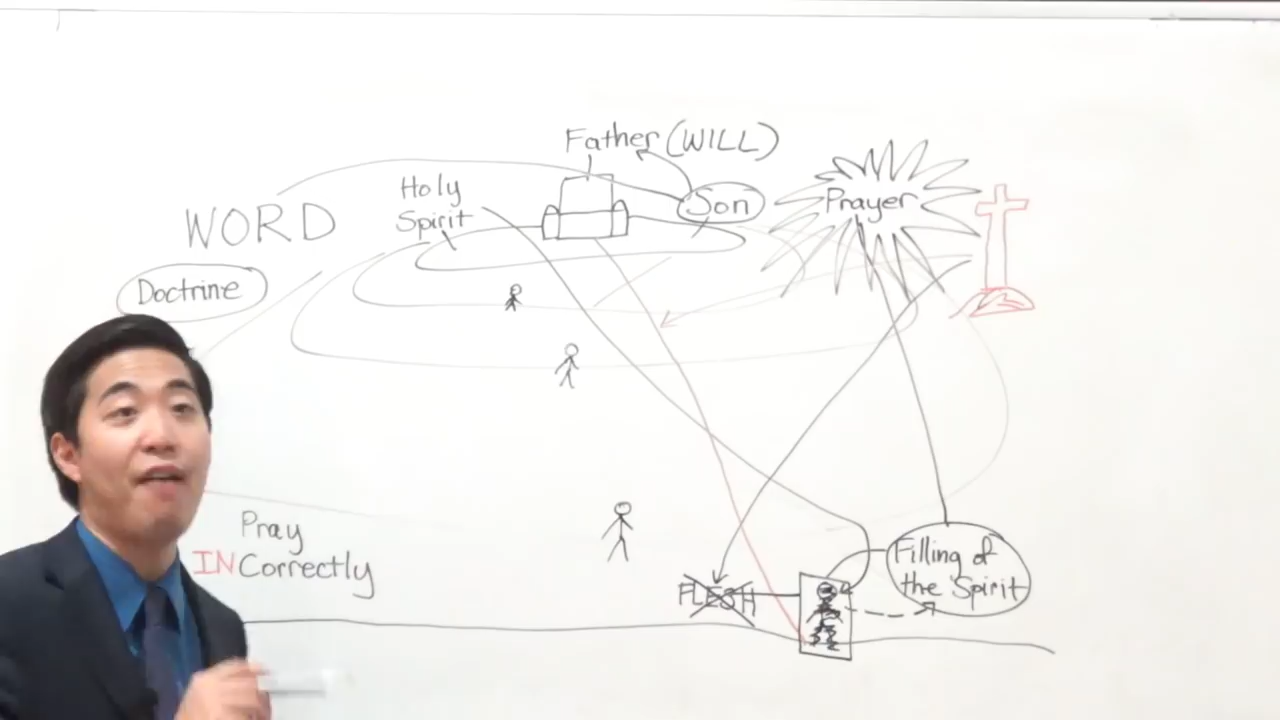 Father (WILL)
Holy
Spirit
Son
Prayer
WORD
Doctrine
Pray
INCorrectly
FLESH
Filling of
the Spirit